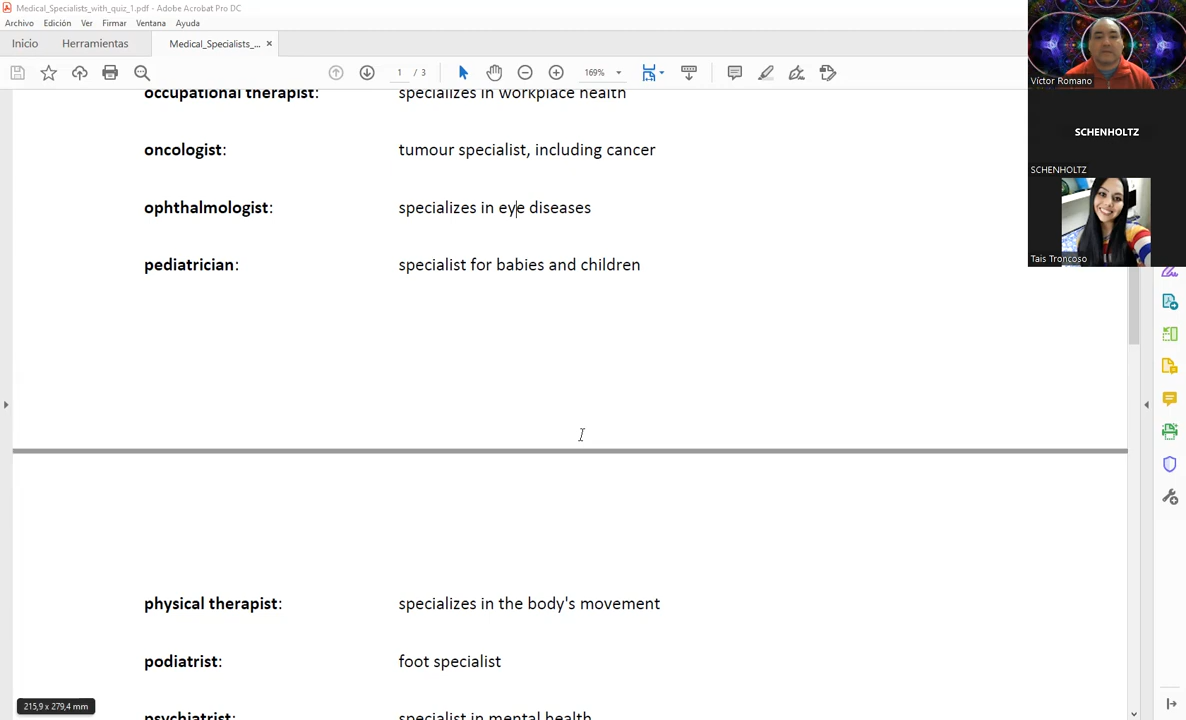 Medical_Specialists_with_quiz_1.pdf - Adobe Acrobat Pro DC
Archivo Edición Ver Firmar Ventana Ayuda
Inicio Herramientas Medical_Specialists_... ×
1 / 3 169%
occupational therapist: specializes in workplace health
oncologist: tumour specialist, including cancer
ophthalmologist: specializes in eye diseases
pediatrician: specialist for babies and children
physical therapist: specializes in the body's movement
podiatrist: foot specialist
psychiatrist: specialist in mental health
215,9 x 279,4 mm
Víctor Romano
SCHENHOLTZ
SCHENHOLTZ
Tais Troncoso